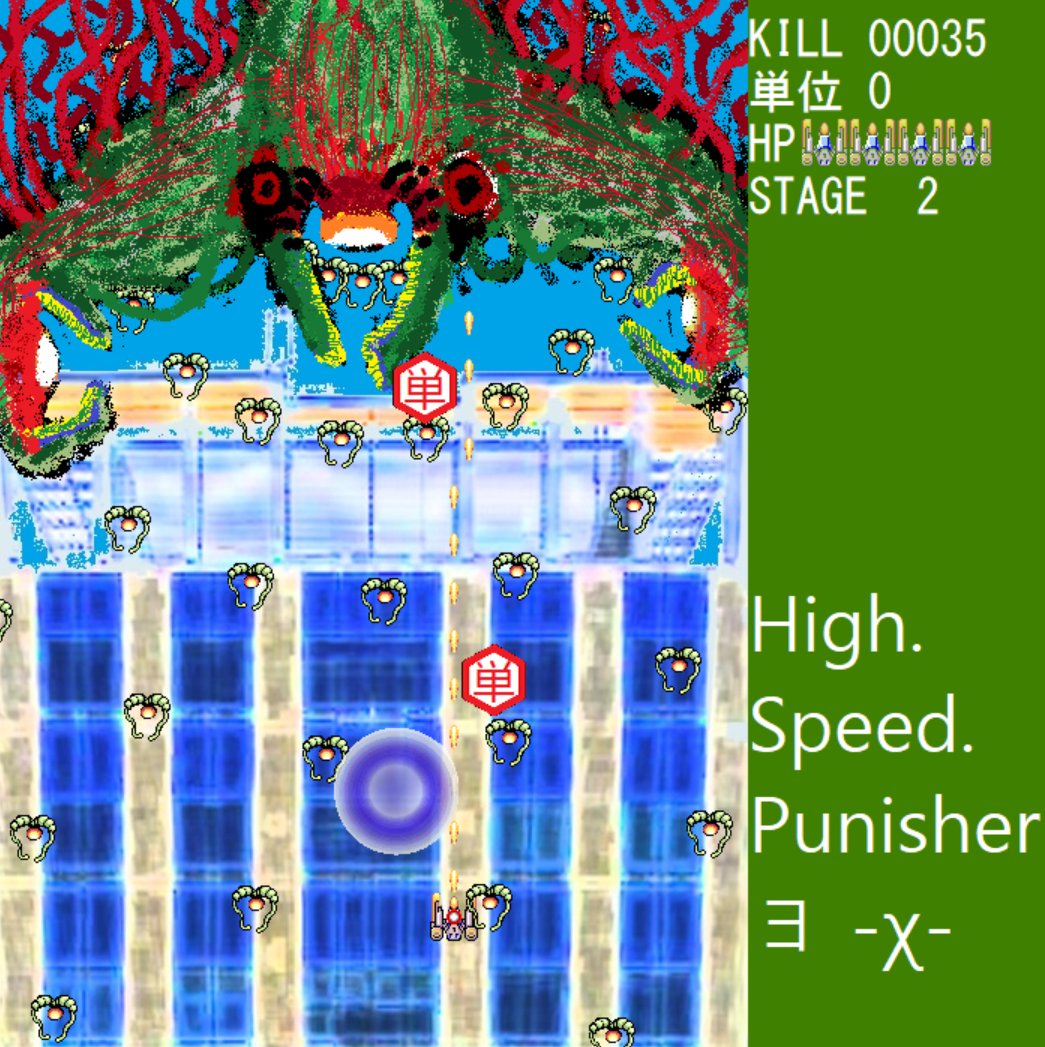 KILL 00035
単位 0
HP
STAGE 2
単
単
High.
Speed.
Punisher
ヨ -χ-